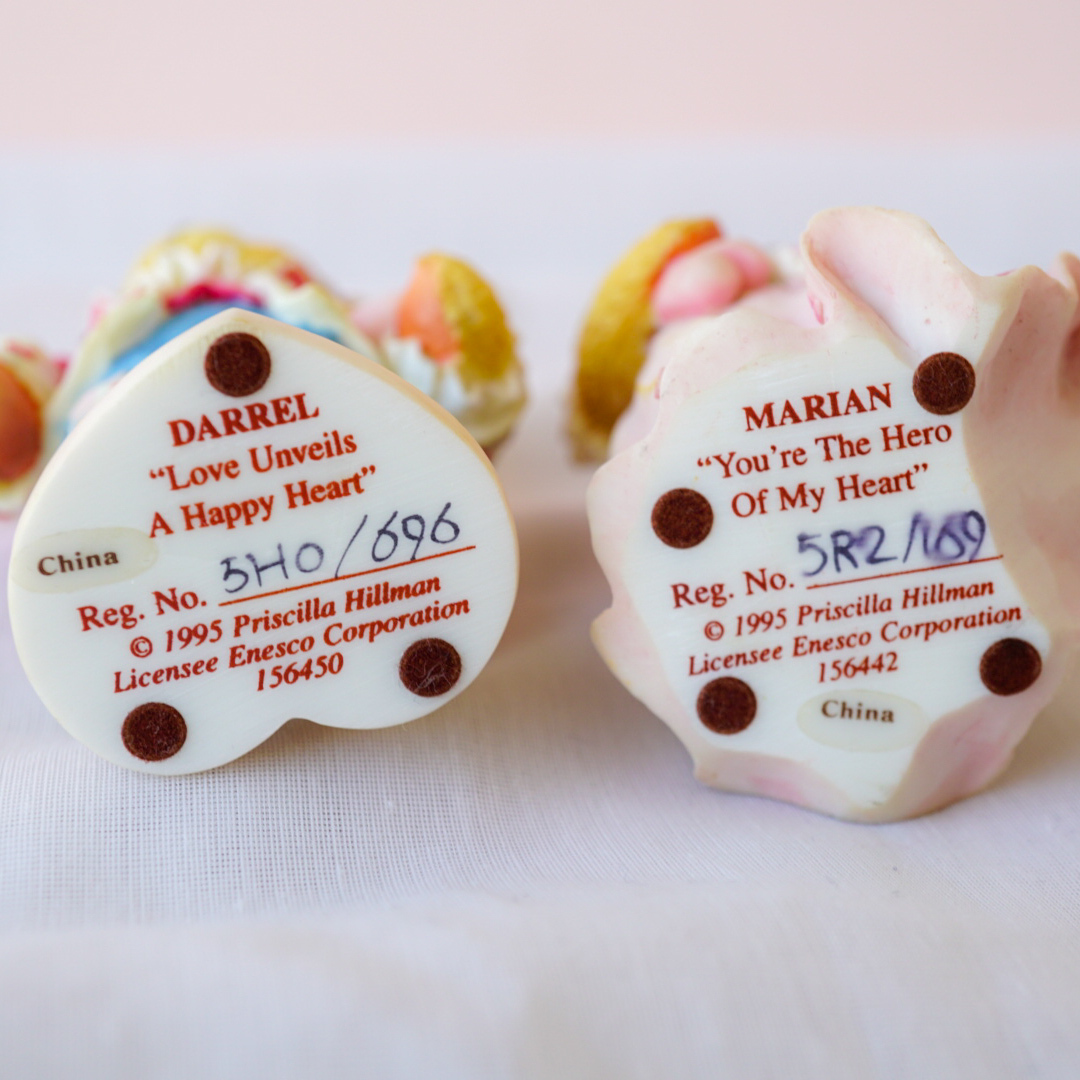 DARREL
“Love Unveils
A Happy Heart”
China
Reg. No. 5H0/696
© 1995 Priscilla Hillman
Licensee Enesco Corporation
156450
MARIAN
“You’re The Hero
Of My Heart”
Reg. No. 5R2/169
© 1995 Priscilla Hillman
Licensee Enesco Corporation
156442
China